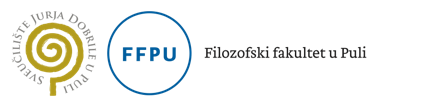 SVEUČILIŠTE JURJA DOBRILE U PULI
FFPU
Filozofski fakultet u Puli